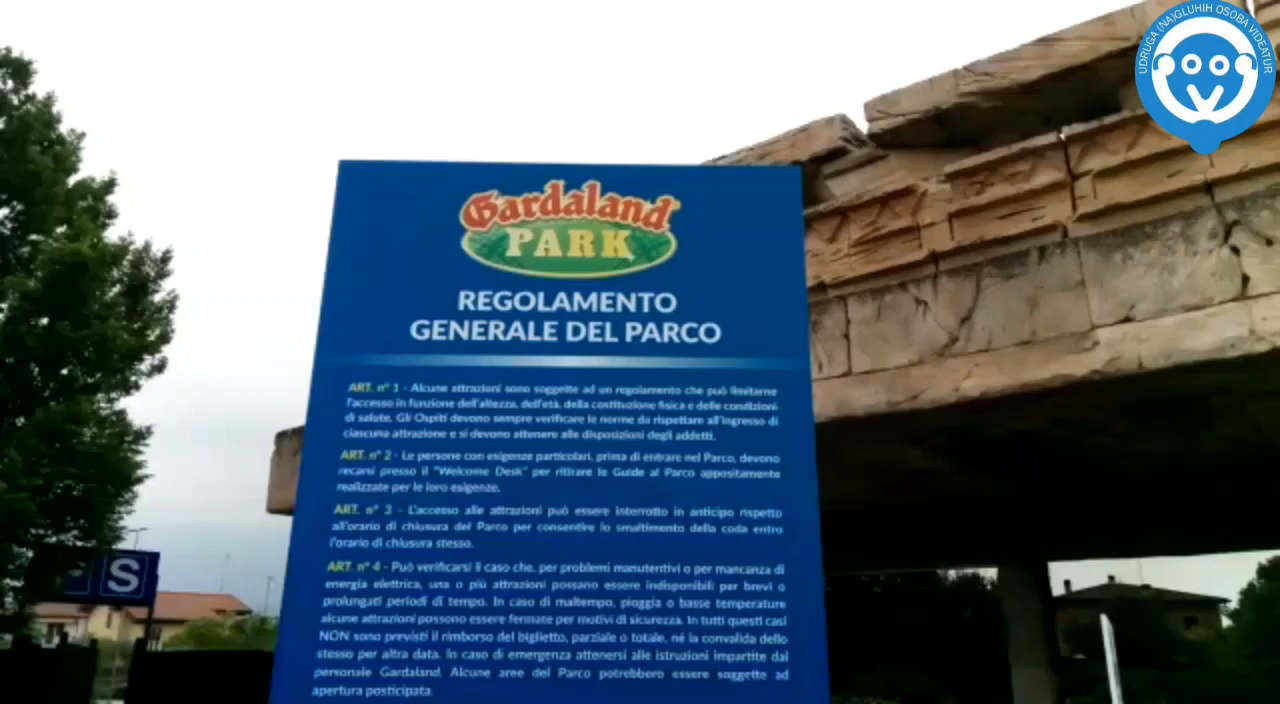 UDRUGA (NA)GLUHIH OSOBA VIDEATUR
Gardaland
PARK
REGOLAMENTO
GENERALE DEL PARCO
ART. n° 1 - Alcune attrazioni sono soggette ad un regolamento che può limitarne
l'accesso in funzione dell'altezza, dell'età, della costituzione fisica e delle condizioni
di salute. Gli Ospiti devono sempre verificare le norme da rispettare all'ingresso di
ciascuna attrazione e si devono attenere alle disposizioni degli addetti.
ART. n° 2 - Le persone con esigenze particolari, prima di entrare nel Parco, devono
recarsi presso il "Welcome Desk" per ritirare le Guide al Parco appositamente
realizzate per le loro esigenze.
ART. n° 3 - L'accesso alle attrazioni può essere interrotto in anticipo rispetto
all'orario di chiusura del Parco per consentire lo smaltimento della coda entro
l'orario di chiusura stesso.
ART. n° 4 - Può verificarsi il caso che, per problemi manutentivi o per mancanza di
energia elettrica, una o più attrazioni possano essere indisponibili per brevi o
prolungati periodi di tempo. In caso di maltempo, pioggia o basse temperature
alcune attrazioni possono essere fermate per motivi di sicurezza. In tutti questi casi
NON sono previsti il rimborso del biglietto, parziale o totale, né la convalida dello
stesso per altra data. In caso di emergenza attenersi alle istruzioni impartite dal
personale Gardaland. Alcune aree del Parco potrebbero essere soggette ad
apertura posticipata.
S